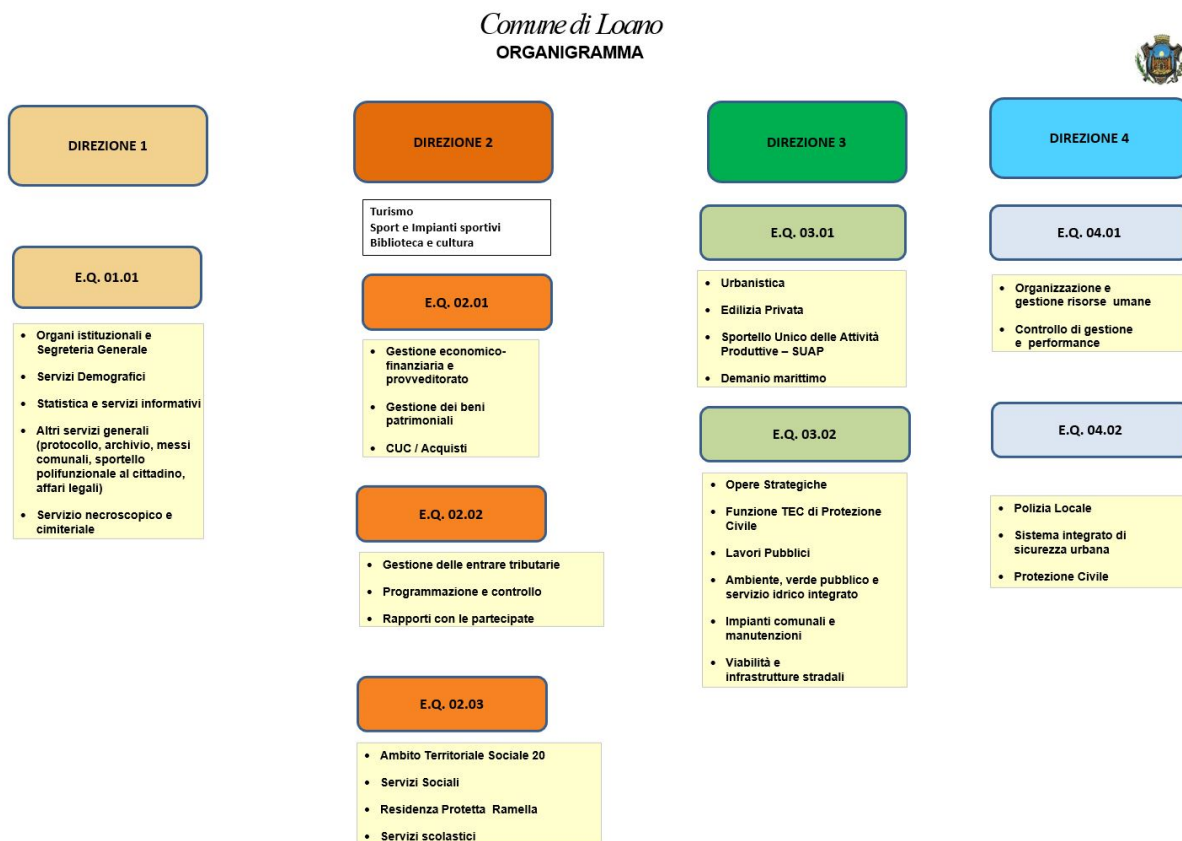 Comune di Loano
ORGANIGRAMMA
DIREZIONE 1
E.Q. 01.01
• Organi istituzionali e
Segreteria Generale
• Servizi Demografici
• Statistica e servizi informativi
• Altri servizi generali
(protocollo, archivio, messi
comunali, sportello
polifunzionale al cittadino,
affari legali)
• Servizio necroscopico e
cimiteriale
DIREZIONE 2
Turismo
Sport e Impianti sportivi
Biblioteca e cultura
E.Q. 02.01
• Gestione economico-
finanziaria e
provveditorato
• Gestione dei beni
patrimoniali
• CUC / Acquisti
E.Q. 02.02
• Gestione delle entrare tributarie
• Programmazione e controllo
• Rapporti con le partecipate
E.Q. 02.03
• Ambito Territoriale Sociale 20
• Servizi Sociali
• Residenza Protetta Ramella
• Servizi scolastici
DIREZIONE 3
E.Q. 03.01
• Urbanistica
• Edilizia Privata
• Sportello Unico delle Attività
Produttive – SUAP
• Demanio marittimo
E.Q. 03.02
• Opere Strategiche
• Funzione TEC di Protezione
Civile
• Lavori Pubblici
• Ambiente, verde pubblico e
servizio idrico integrato
• Impianti comunali e
manutenzioni
• Viabilità e
infrastrutture stradali
DIREZIONE 4
E.Q. 04.01
• Organizzazione e
gestione risorse umane
• Controllo di gestione
e performance
E.Q. 04.02
• Polizia Locale
• Sistema integrato di
sicurezza urbana
• Protezione Civile